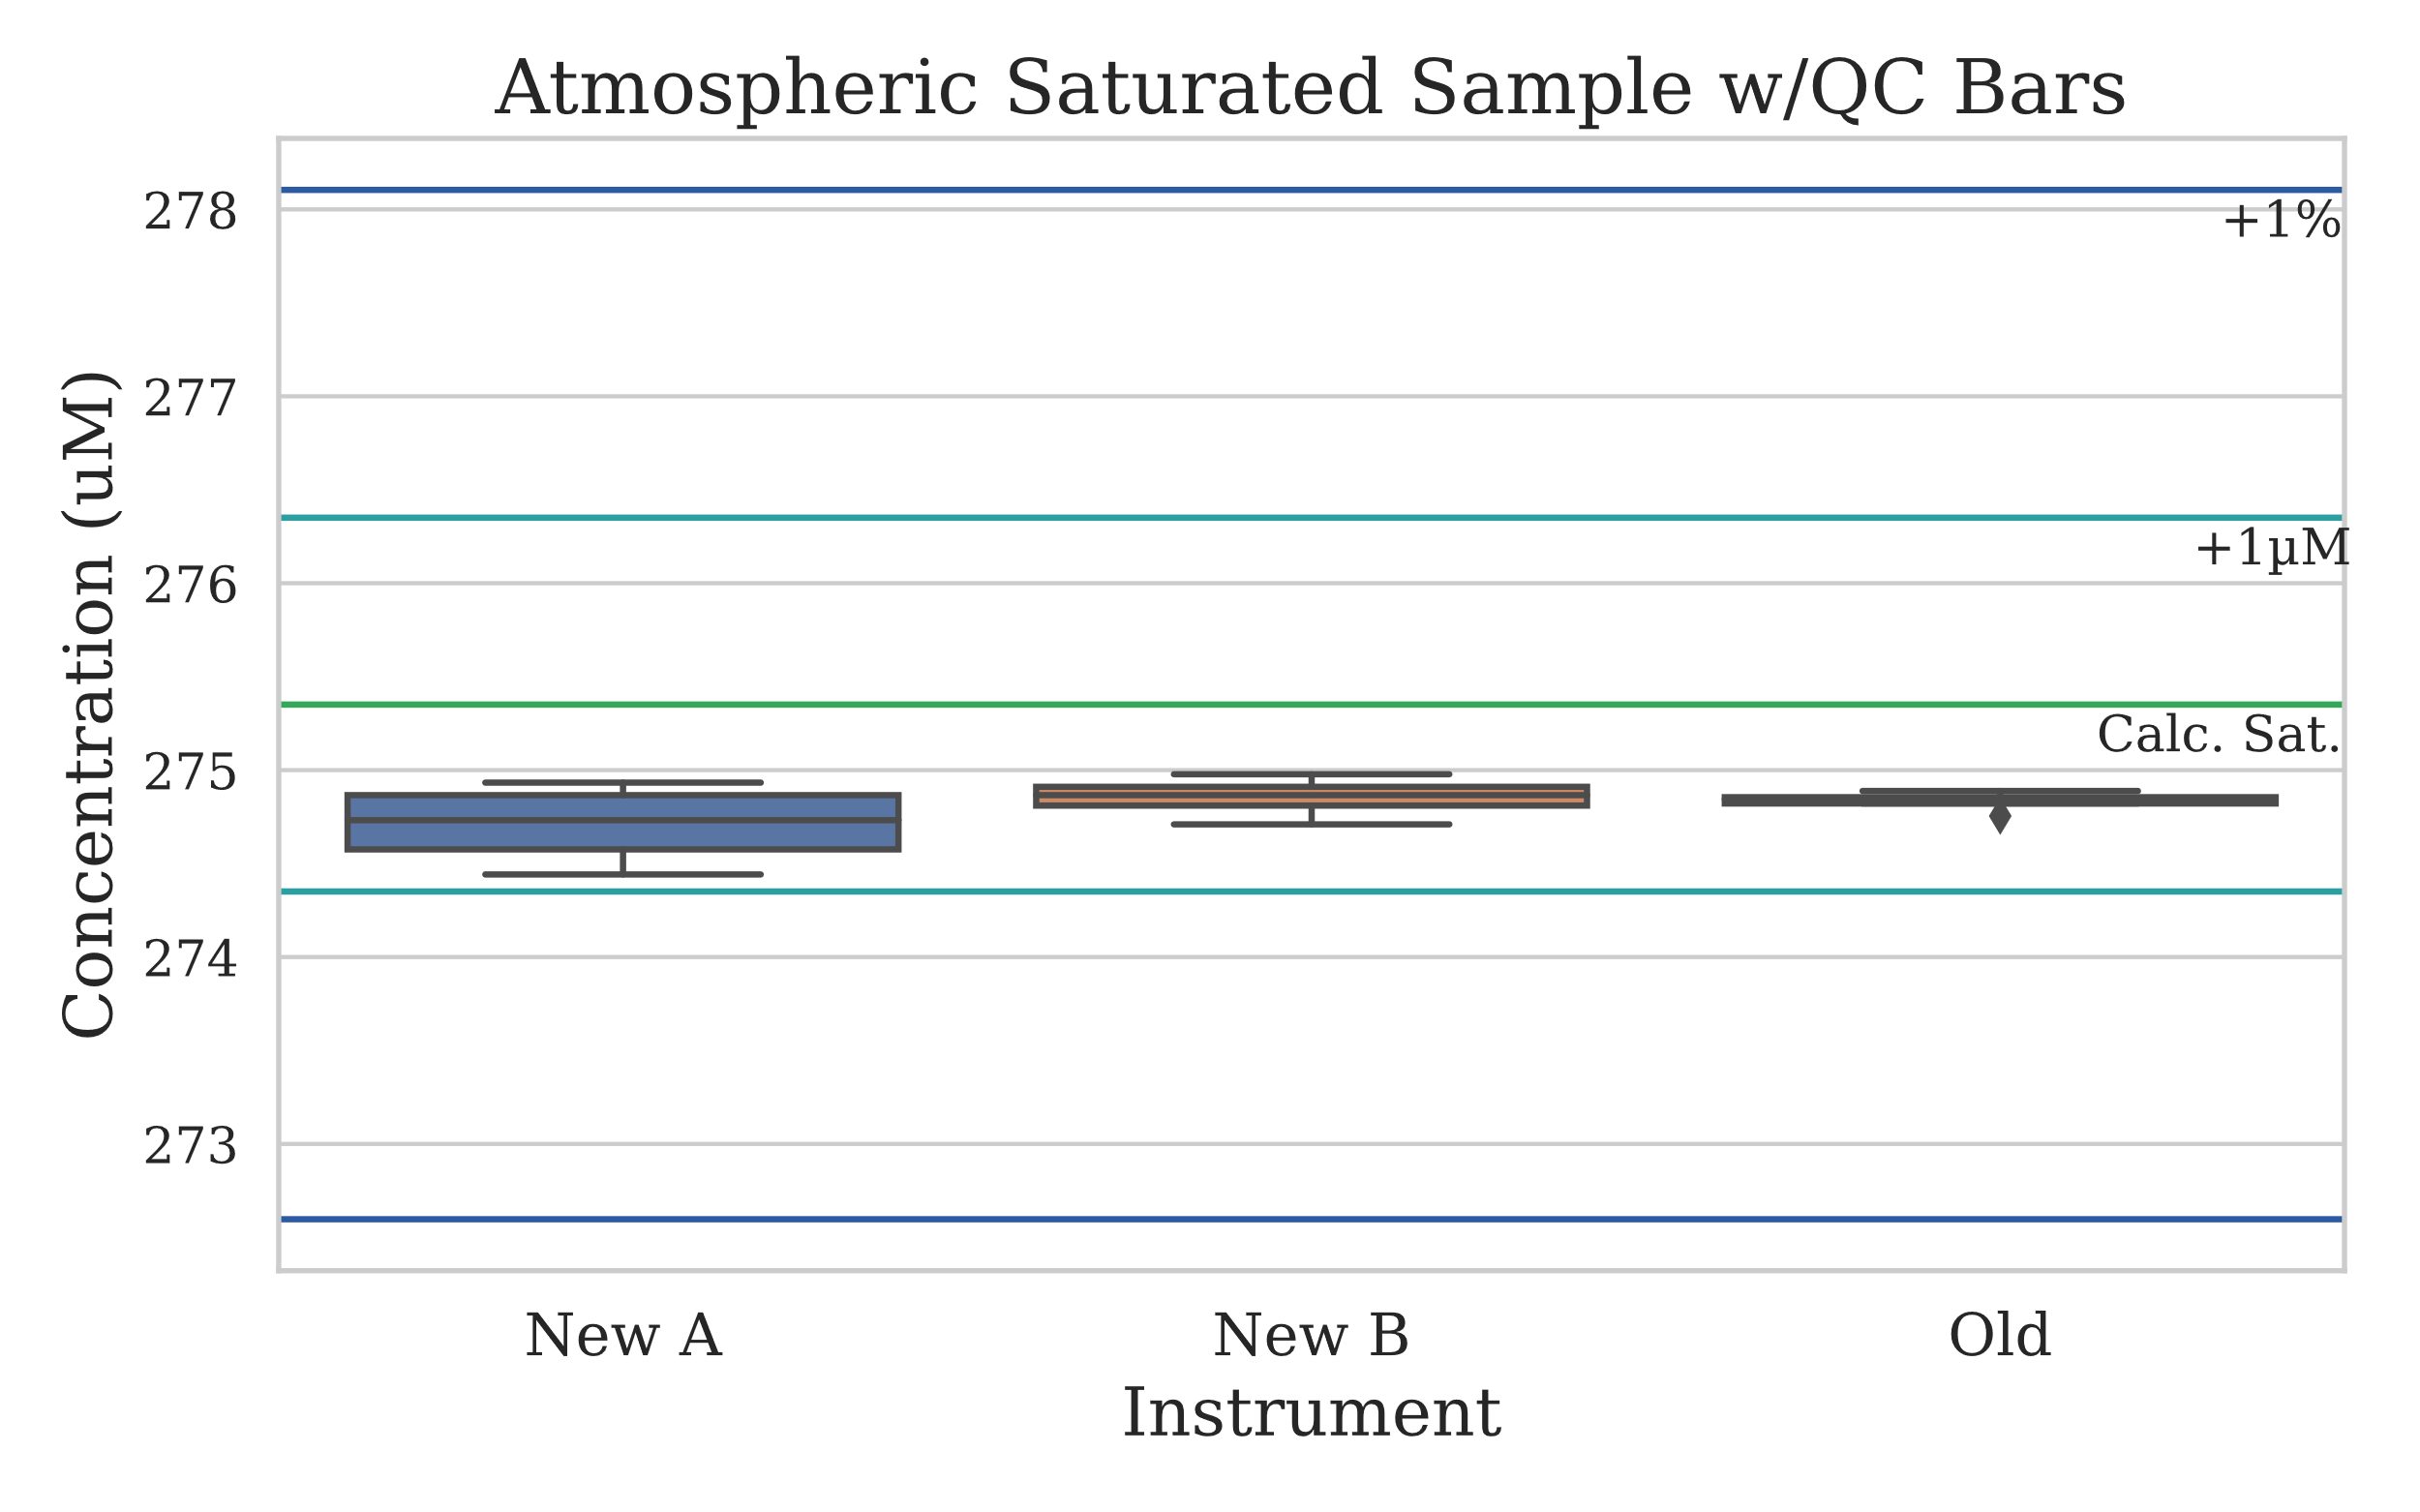 Atmospheric Saturated Sample w/QC Bars
Concentration (uM)
278
277
276
275
274
273
+1%
+1µM
Calc. Sat.
New A
New B
Old
Instrument